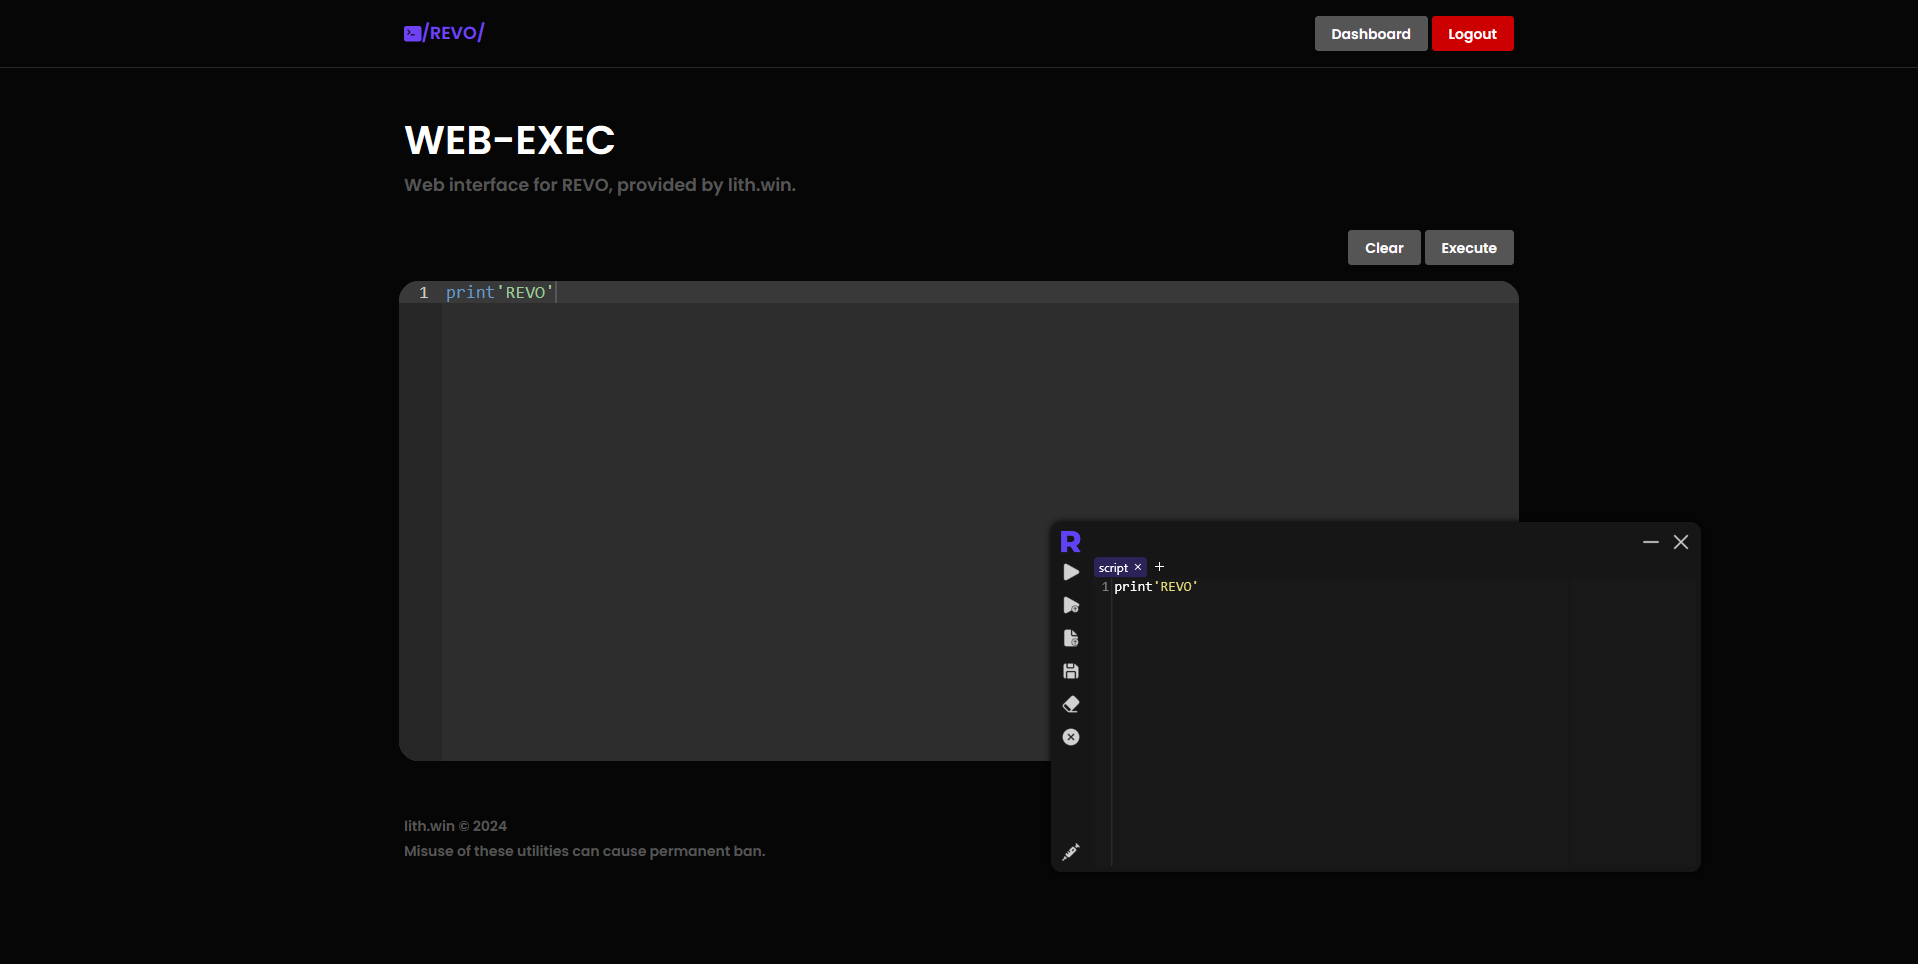 /REVO/
Dashboard
Logout
WEB-EXEC
Web interface for REVO, provided by lith.win.
Clear
Execute
1 print'REVO'
R
script × +
1 print'REVO'
lith.win © 2024
Misuse of these utilities can cause permanent ban.